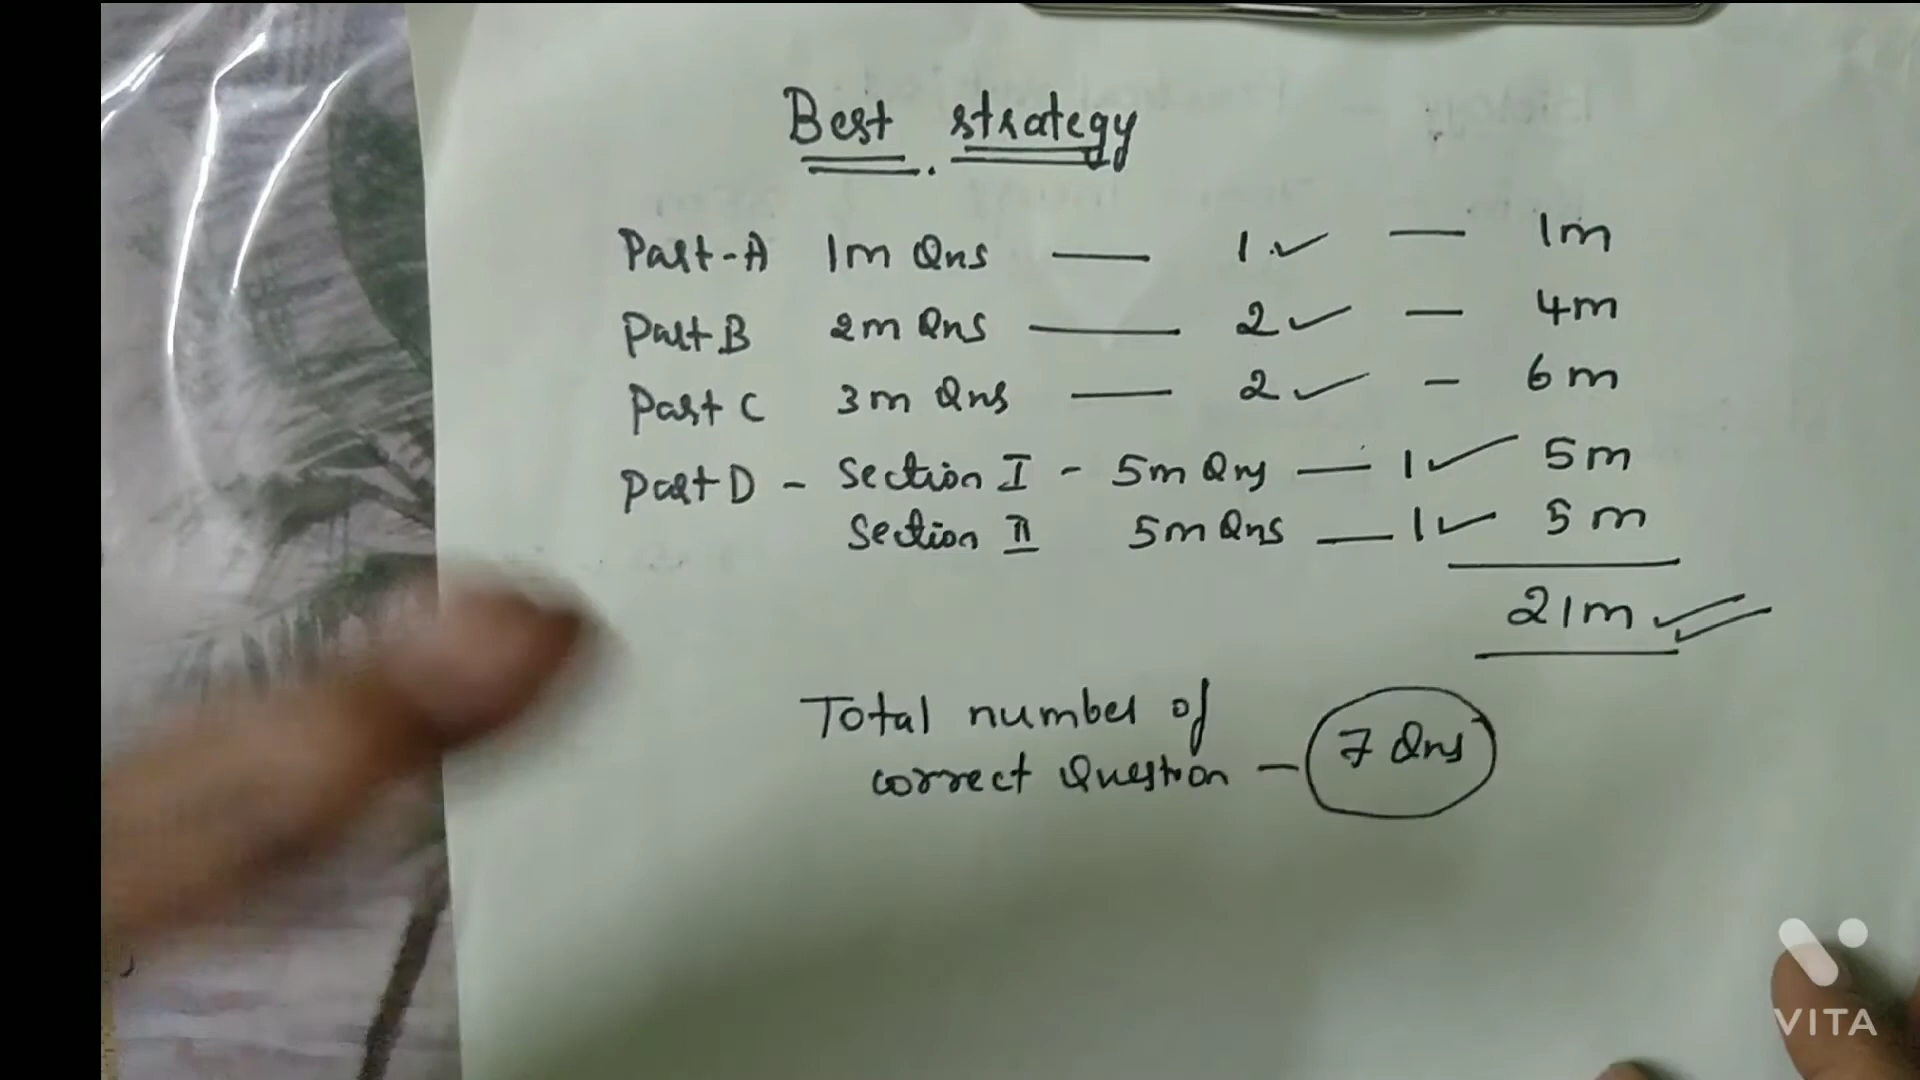 Best strategy
Part-A 1m Qns — 1 ✓ — 1m
Part B 2m Qns — 2 ✓ — 4m
Part C 3m Qns — 2 ✓ — 6m
Part D - Section I - 5m Qns — 1 ✓ 5m
Section II 5m Qns — 1 ✓ 5m
21m ✓✓
Total number of
correct Question — 7 Qns
VITA